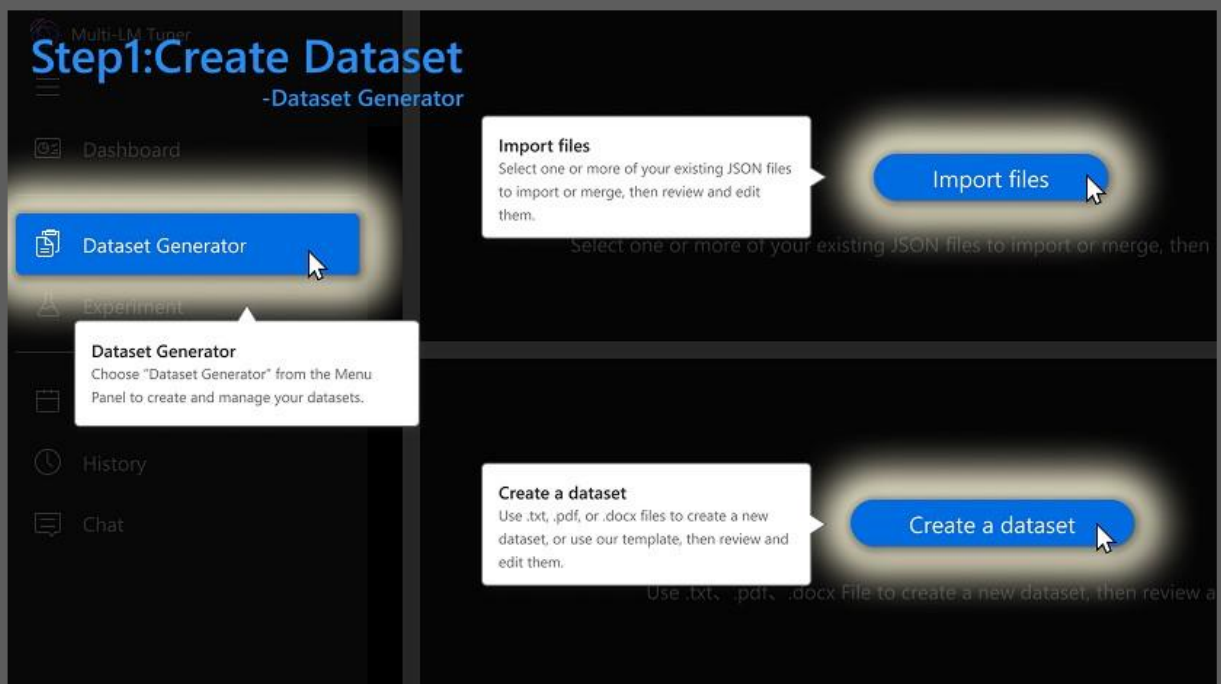 Multi-LM Tuner
Step1:Create Dataset
-Dataset Generator
Dashboard
Dataset Generator
Experiment
Dataset Generator
Choose "Dataset Generator" from the Menu
Panel to create and manage your datasets.
History
Chat
Import files
Select one or more of your existing JSON files
to import or merge, then review and edit
them.
Import files
Select one or more of your existing JSON files to import or merge, then
Create a dataset
Use .txt, .pdf, or .docx files to create a new
dataset, or use our template, then review and
edit them.
Create a dataset
Use .txt、.pdf、.docx File to create a new dataset, then review a